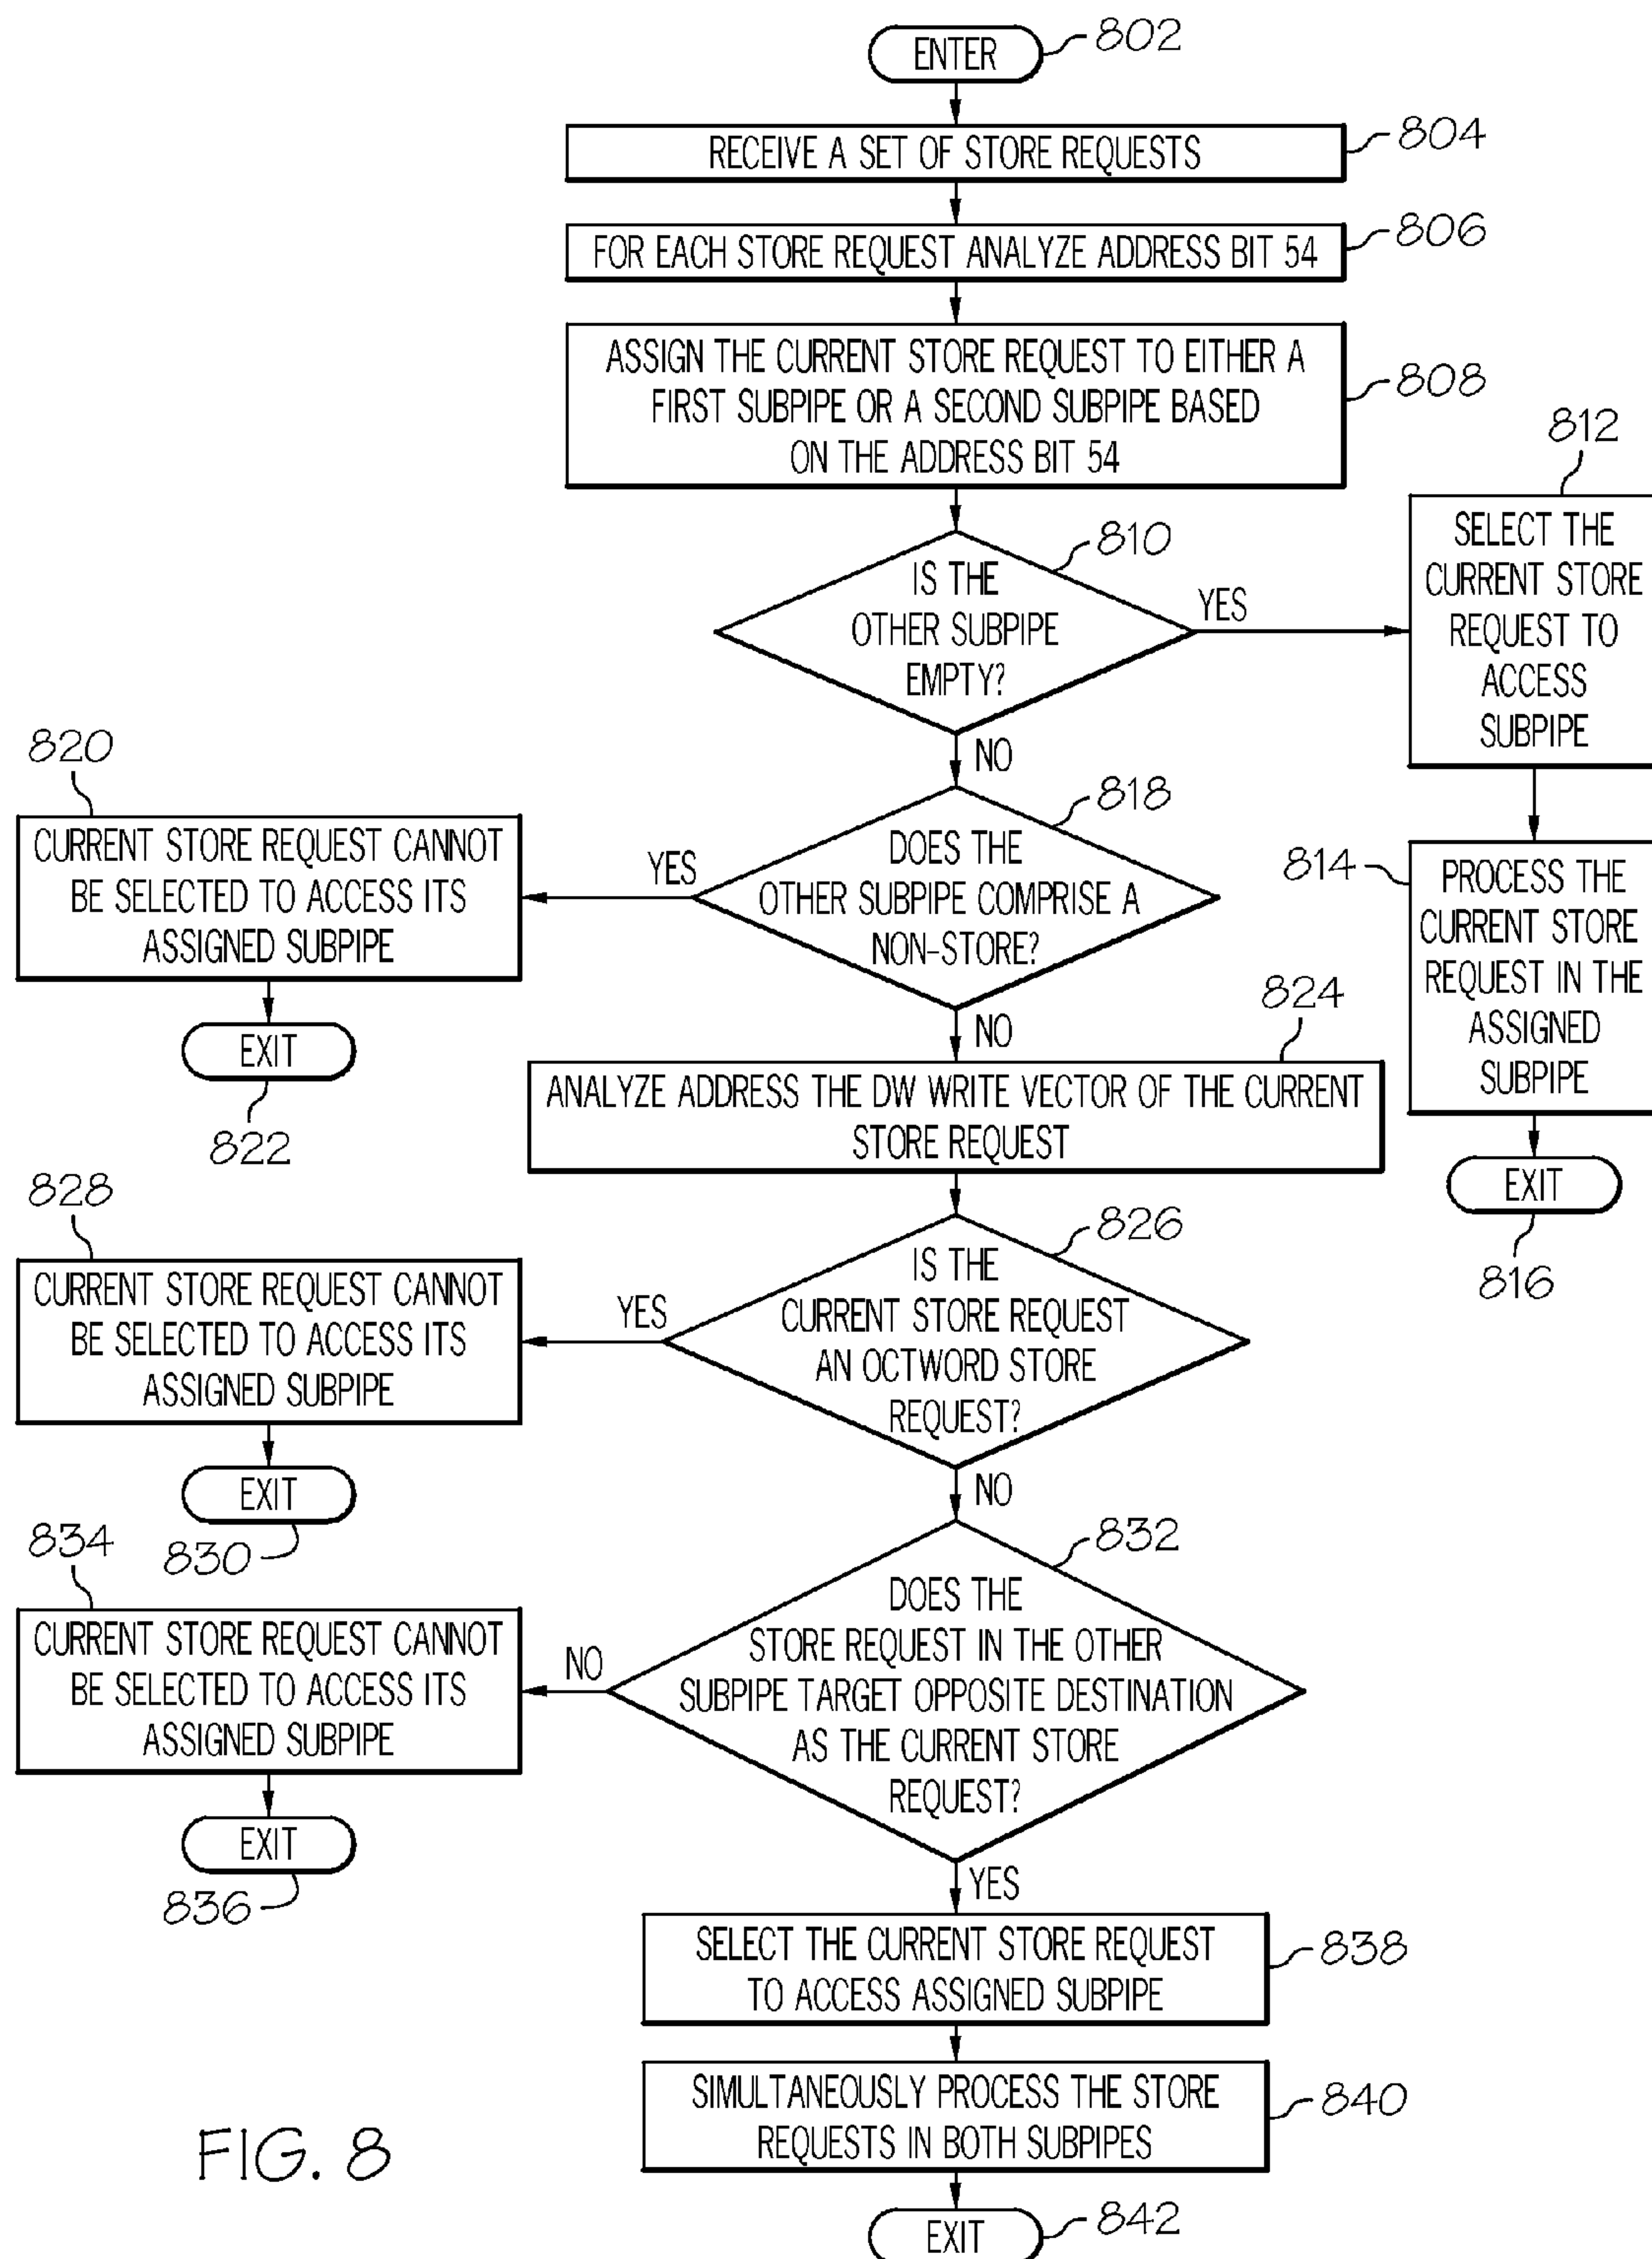 ENTER
802
RECEIVE A SET OF STORE REQUESTS
804
FOR EACH STORE REQUEST ANALYZE ADDRESS BIT 54
806
ASSIGN THE CURRENT STORE REQUEST TO EITHER A
FIRST SUBPIPE OR A SECOND SUBPIPE BASED
ON THE ADDRESS BIT 54
808
810
IS THE
OTHER SUBPIPE
EMPTY?
YES
NO
812
SELECT THE
CURRENT STORE
REQUEST TO
ACCESS
SUBPIPE
814
PROCESS THE
CURRENT STORE
REQUEST IN THE
ASSIGNED
SUBPIPE
EXIT
816
818
DOES THE
OTHER SUBPIPE COMPRISE A
NON-STORE?
YES
NO
820
CURRENT STORE REQUEST CANNOT
BE SELECTED TO ACCESS ITS
ASSIGNED SUBPIPE
EXIT
822
824
ANALYZE ADDRESS THE DW WRITE VECTOR OF THE CURRENT
STORE REQUEST
826
IS THE
CURRENT STORE REQUEST
AN OCTWORD STORE
REQUEST?
YES
NO
828
CURRENT STORE REQUEST CANNOT
BE SELECTED TO ACCESS ITS
ASSIGNED SUBPIPE
EXIT
830
832
DOES THE
STORE REQUEST IN THE OTHER
SUBPIPE TARGET OPPOSITE DESTINATION
AS THE CURRENT STORE
REQUEST?
NO
YES
834
CURRENT STORE REQUEST CANNOT
BE SELECTED TO ACCESS ITS
ASSIGNED SUBPIPE
EXIT
836
SELECT THE CURRENT STORE REQUEST
TO ACCESS ASSIGNED SUBPIPE
838
SIMULTANEOUSLY PROCESS THE STORE
REQUESTS IN BOTH SUBPIPES
840
EXIT
842
FIG. 8